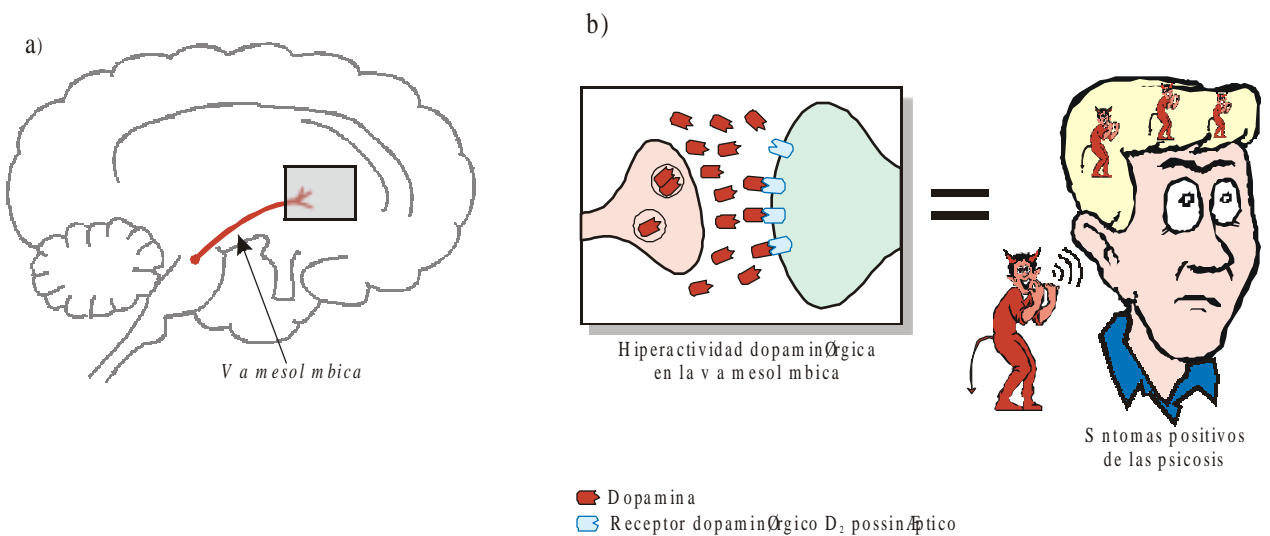 a)
V a mesol mbica
b)
Hiperactividad dopaminØrgica
en la v a mesol mbica
S ntomas positivos
de las psicosis
Dopamina
Receptor dopaminØrgico D₂ possinÆptico